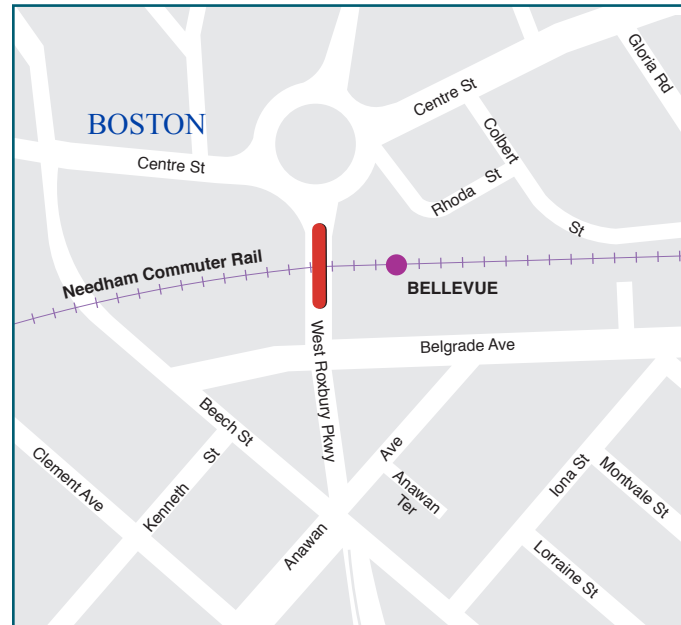 Gloria Rd
Centre St
BOSTON
Colbert
St
Centre St
Rhoda St
Needham Commuter Rail
BELLEVUE
West Roxbury Pkwy
Belgrade Ave
Beech St
Kenneth St
Clement Ave
Anawan Ave
Anawan
Ter
Iona St
Montvale St
Lorraine St